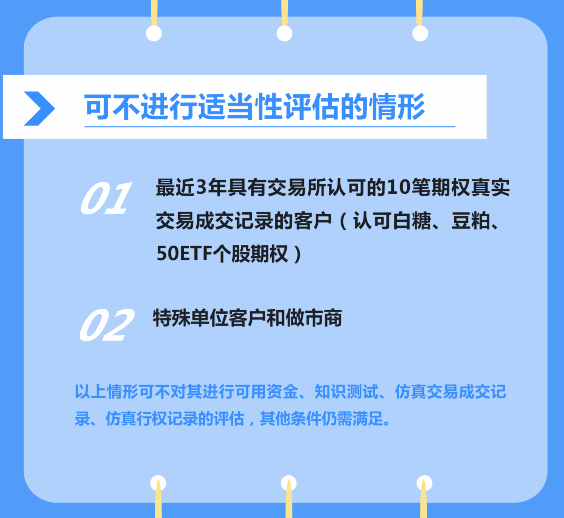 可不进行适当性评估的情形
01
最近3年具有交易所认可的10笔期权真实
交易成交记录的客户（认可白糖、豆粕、
50ETF个股期权）
02
特殊单位客户和做市商
以上情形可不对其进行可用资金、知识测试、仿真交易成交记
录、仿真行权记录的评估，其他条件仍需满足。